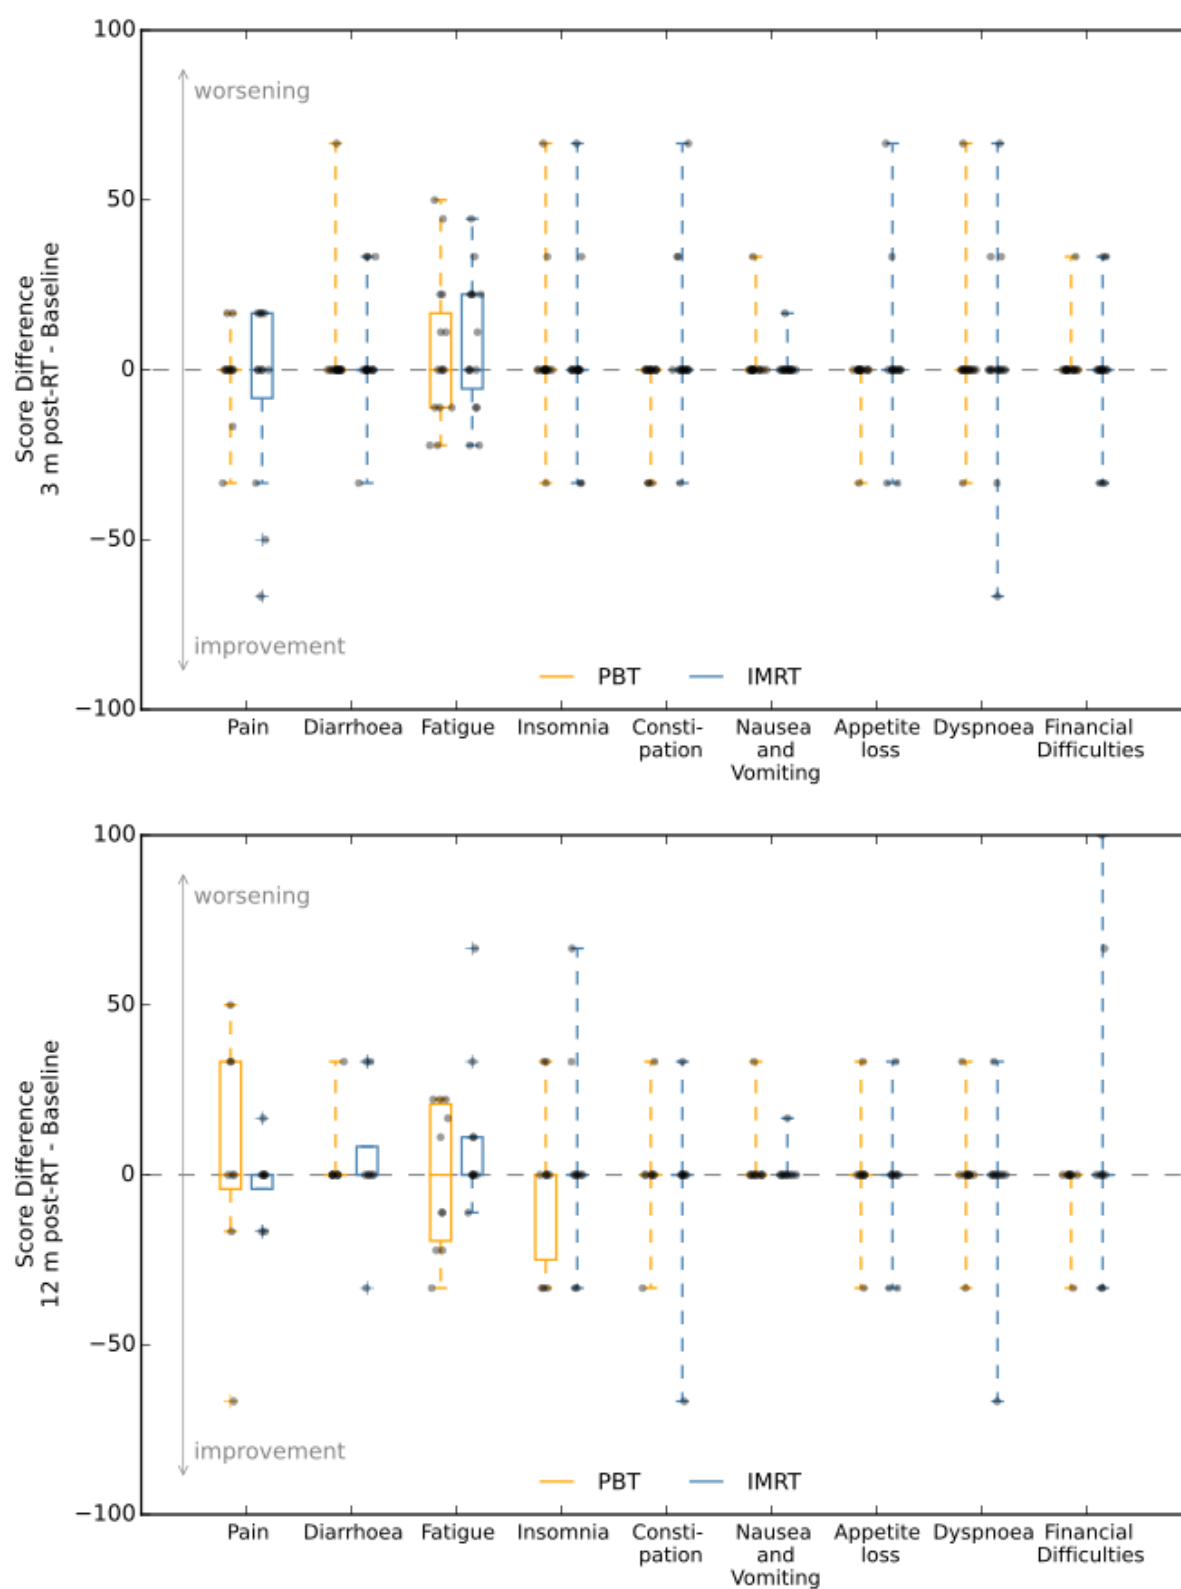 100
worsening
50
0
−50
improvement
−100
Score Difference
3 m post-RT - Baseline
PBT
IMRT
Pain
Diarrhoea
Fatigue
Insomnia
Consti-
pation
Nausea
and
Vomiting
Appetite
loss
Dyspnoea
Financial
Difficulties
100
worsening
50
0
−50
improvement
−100
Score Difference
12 m post-RT - Baseline
PBT
IMRT
Pain
Diarrhoea
Fatigue
Insomnia
Consti-
pation
Nausea
and
Vomiting
Appetite
loss
Dyspnoea
Financial
Difficulties